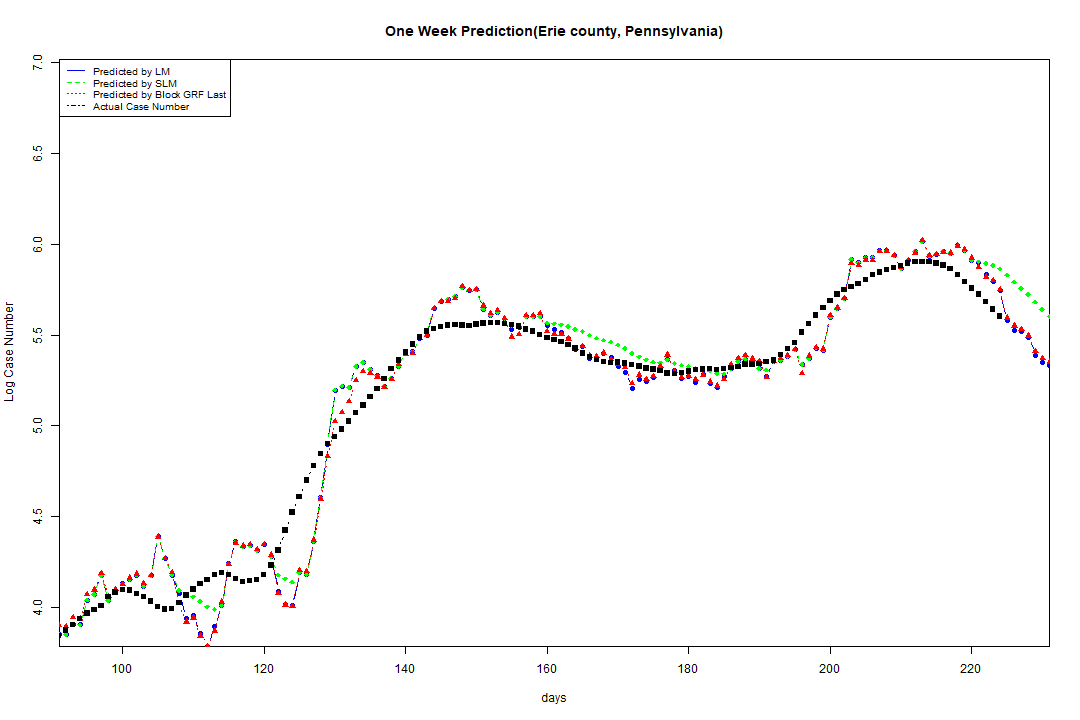 One Week Prediction(Erie county, Pennsylvania)
Predicted by LM
Predicted by SLM
Predicted by Block GRF Last
Actual Case Number
7.0
6.5
6.0
5.5
5.0
4.5
4.0
Log Case Number
100 120 140 160 180 200 220
days